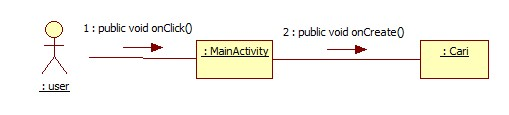 1 : public void onClick()
2 : public void onCreate()
: MainActivity
: Cari
: user